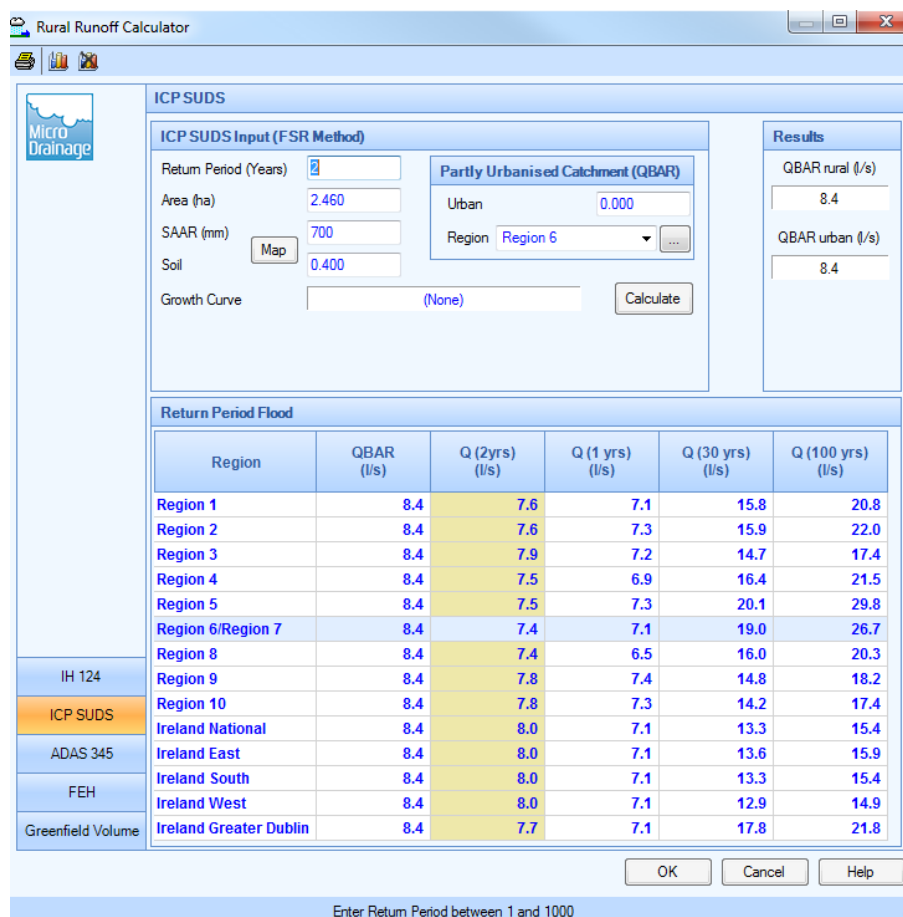 Rural Runoff Calculator
Micro
Drainage
ICP SUDS
ICP SUDS Input (FSR Method)
Return Period (Years) 2
Area (ha) 2.460
SAAR (mm) 700
Map
Soil 0.400
Growth Curve (None)
Partly Urbanised Catchment (QBAR)
Urban 0.000
Region Region 6 ...
Calculate
Results
QBAR rural (l/s)
8.4
QBAR urban (l/s)
8.4
Return Period Flood
Region QBAR (l/s) Q (2yrs) (l/s) Q (1 yrs) (l/s) Q (30 yrs) (l/s) Q (100 yrs) (l/s)
Region 1 8.4 7.6 7.1 15.8 20.8
Region 2 8.4 7.6 7.3 15.9 22.0
Region 3 8.4 7.9 7.2 14.7 17.4
Region 4 8.4 7.5 6.9 16.4 21.5
Region 5 8.4 7.5 7.3 20.1 29.8
Region 6/Region 7 8.4 7.4 7.1 19.0 26.7
Region 8 8.4 7.4 6.5 16.0 20.3
Region 9 8.4 7.8 7.4 14.8 18.2
Region 10 8.4 7.8 7.3 14.2 17.4
Ireland National 8.4 8.0 7.1 13.3 15.4
Ireland East 8.4 8.0 7.1 13.6 15.9
Ireland South 8.4 8.0 7.1 13.3 15.4
Ireland West 8.4 8.0 7.1 12.9 14.9
Ireland Greater Dublin 8.4 7.7 7.1 17.8 21.8
IH 124
ICP SUDS
ADAS 345
FEH
Greenfield Volume
OK Cancel Help
Enter Return Period between 1 and 1000